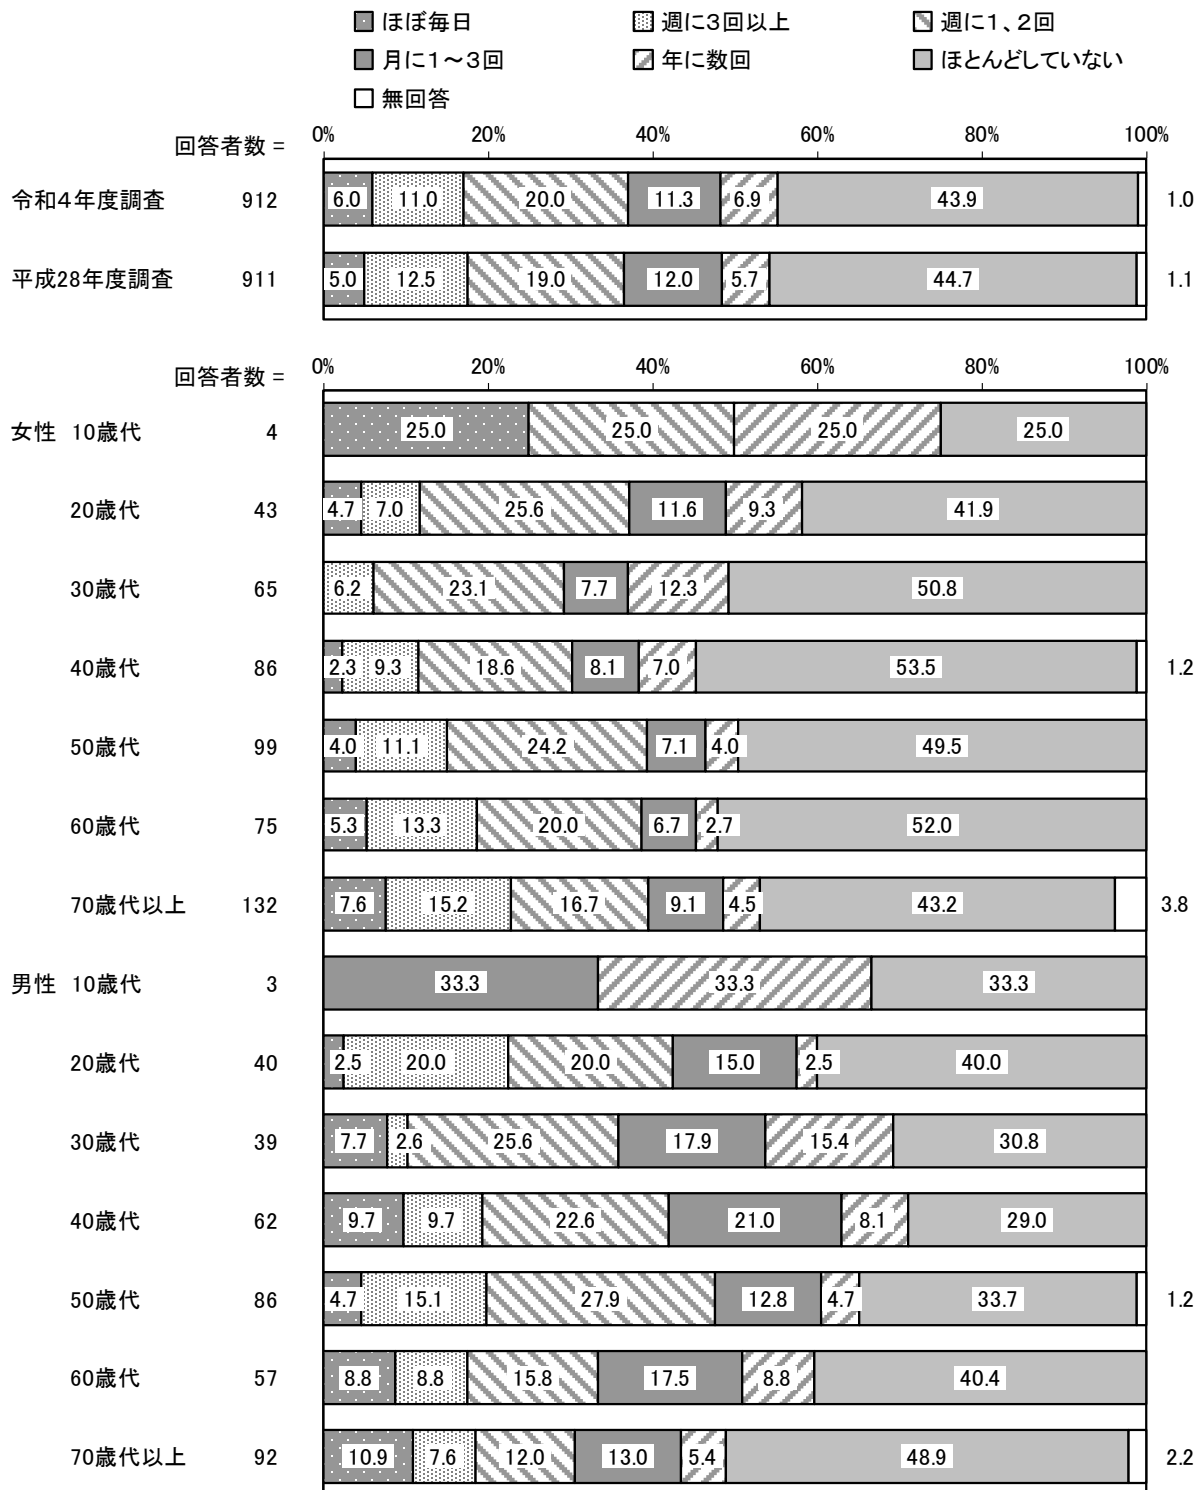 ほぼ毎日 週に3回以上 週に1、2回
月に1～3回 年に数回 ほとんどしていない
無回答
回答者数 = 0% 20% 40% 60% 80% 100%
令和4年度調査 912 6.0 11.0 20.0 11.3 6.9 43.9 1.0
平成28年度調査 911 5.0 12.5 19.0 12.0 5.7 44.7 1.1
回答者数 = 0% 20% 40% 60% 80% 100%
女性 10歳代 4 25.0 25.0 25.0 25.0
20歳代 43 4.7 7.0 25.6 11.6 9.3 41.9
30歳代 65 6.2 23.1 7.7 12.3 50.8
40歳代 86 2.3 9.3 18.6 8.1 7.0 53.5 1.2
50歳代 99 4.0 11.1 24.2 7.1 4.0 49.5
60歳代 75 5.3 13.3 20.0 6.7 2.7 52.0
70歳代以上 132 7.6 15.2 16.7 9.1 4.5 43.2 3.8
男性 10歳代 3 33.3 33.3 33.3
20歳代 40 2.5 20.0 20.0 15.0 2.5 40.0
30歳代 39 7.7 2.6 25.6 17.9 15.4 30.8
40歳代 62 9.7 9.7 22.6 21.0 8.1 29.0
50歳代 86 4.7 15.1 27.9 12.8 4.7 33.7 1.2
60歳代 57 8.8 8.8 15.8 17.5 8.8 40.4
70歳代以上 92 10.9 7.6 12.0 13.0 5.4 48.9 2.2